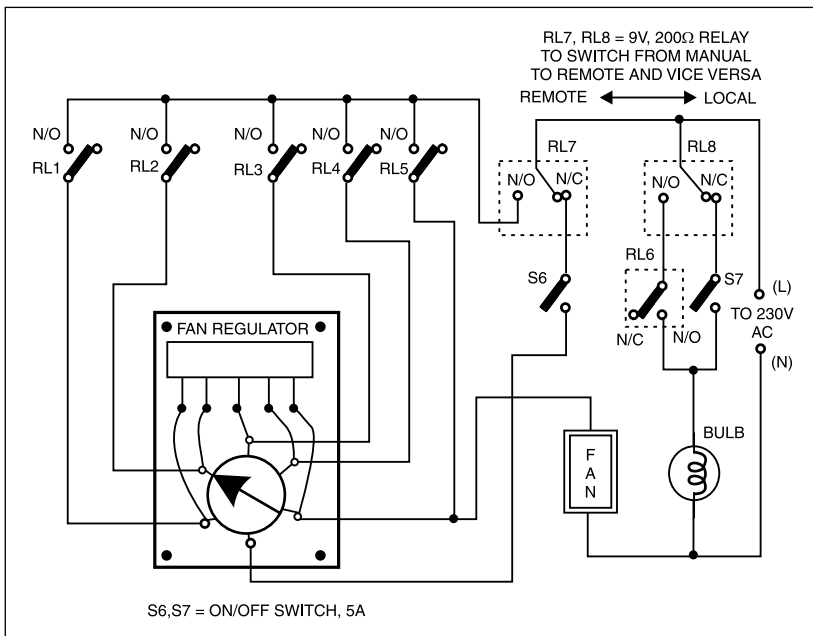 RL7, RL8 = 9V, 200Ω RELAY
TO SWITCH FROM MANUAL
TO REMOTE AND VICE VERSA
REMOTE LOCAL
N/O N/O N/O N/O N/O
RL1 RL2 RL3 RL4 RL5
RL7 RL8
N/O N/C N/O N/C
RL6
S6 S7
(L)
TO 230V
AC
(N)
N/C N/O
FAN REGULATOR
BULB
FAN
S6,S7 = ON/OFF SWITCH, 5A